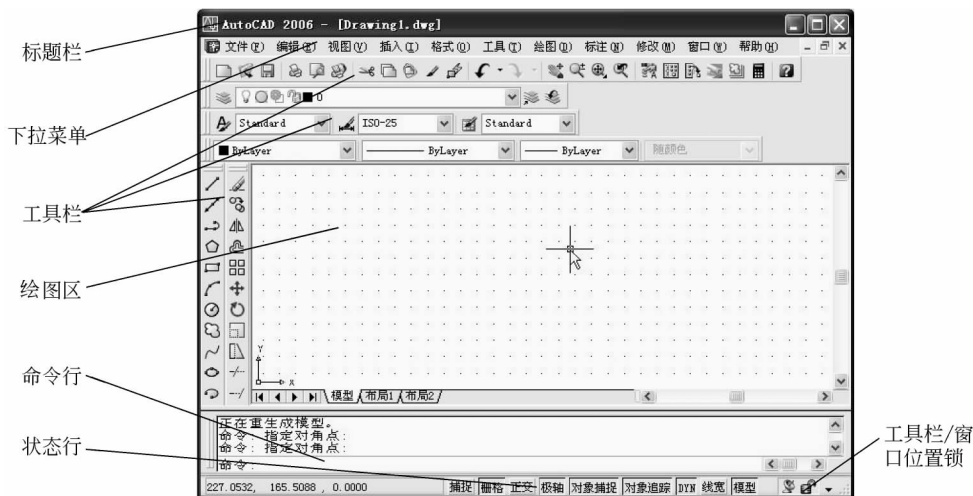 AutoCAD 2006 - [Drawing1.dwg]
文件(F) 编辑(E) 视图(V) 插入(I) 格式(O) 工具(T) 绘图(D) 标注(N) 修改(M) 窗口(W) 帮助(H)
0
Standard ISO-25 Standard
ByLayer ByLayer ByLayer 随颜色
标题栏
下拉菜单
工具栏
绘图区
命令行
状态行
Y
X
模型 布局1 布局2
正在重生成模型。
命令: 指定对角点:
命令: 指定对角点:
命令:
227.0532, 165.5088 , 0.0000 捕捉 栅格 正交 极轴 对象捕捉 对象追踪 DYN 线宽 模型
工具栏/窗
口位置锁